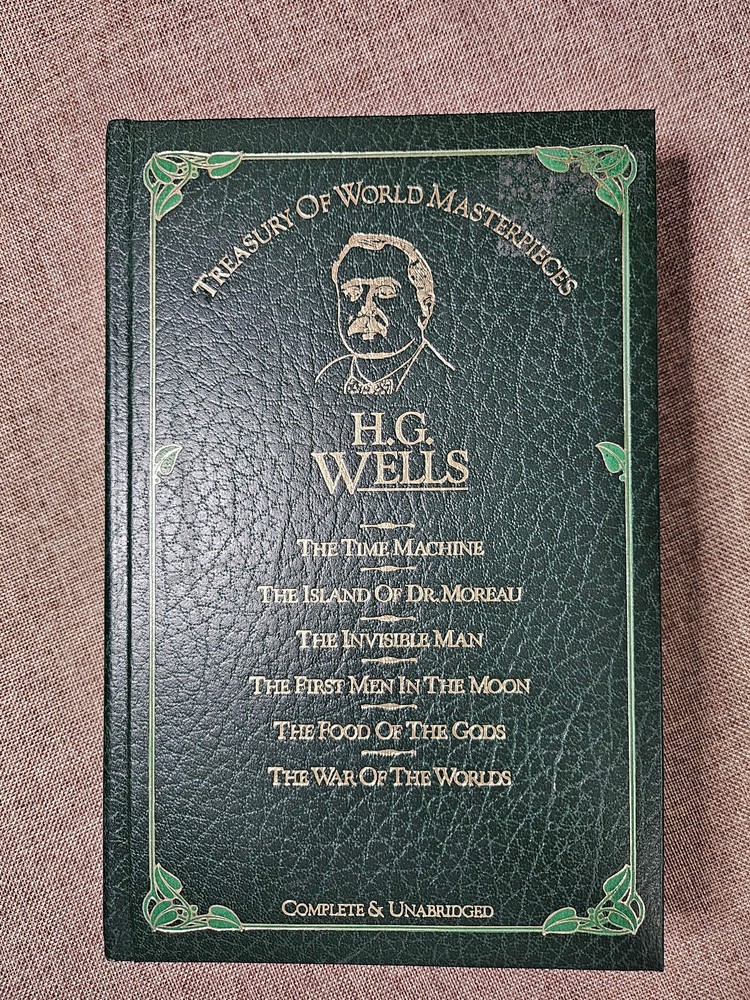 Treasury Of World Masterpieces
H.G.
Wells
The Time Machine
The Island Of Dr. Moreau
The Invisible Man
The First Men In The Moon
The Food Of The Gods
The War Of The Worlds
Complete & Unabridged